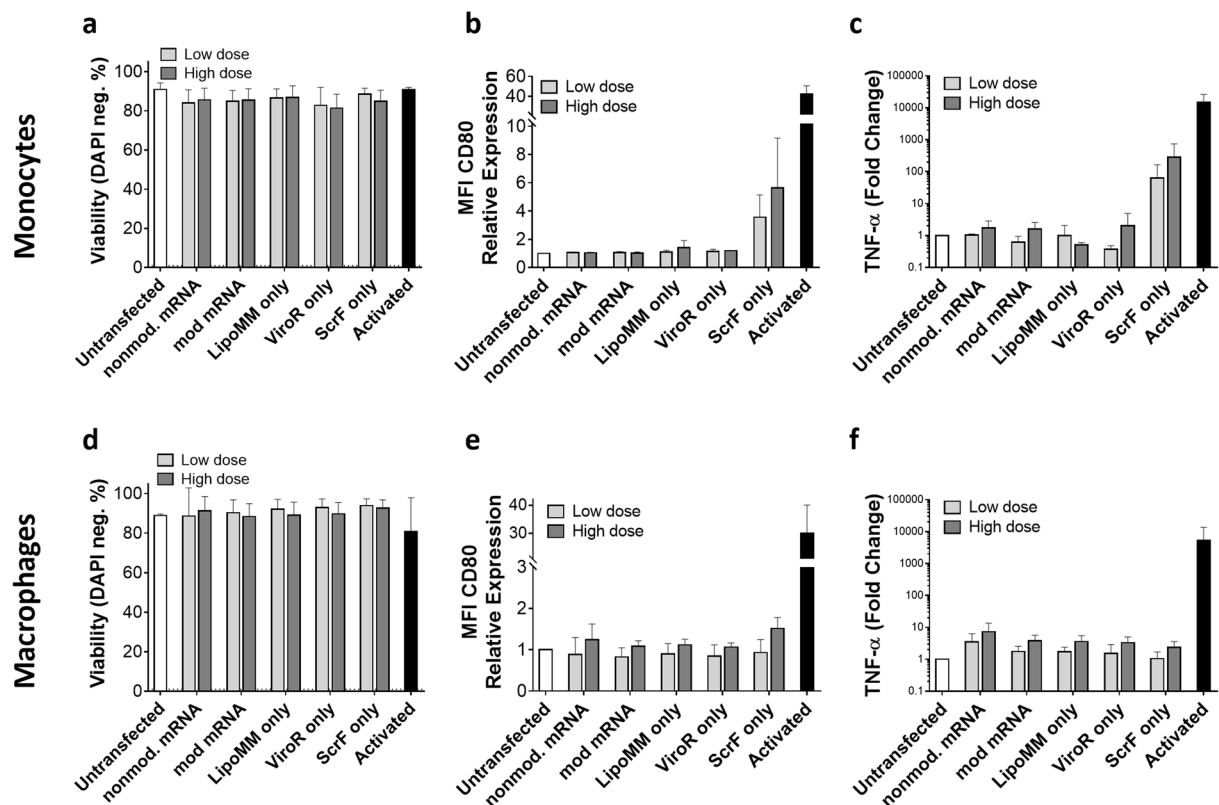 Monocytes
a
Low dose
High dose
Viability (DAPI neg. %)
100
80
60
40
20
0
Untransfected
nonmod. mRNA
mod mRNA
LipoMM only
ViroR only
ScrF only
Activated
b
Low dose
High dose
MFI CD80
Relative Expression
60
40
20
10
8
6
4
2
0
Untransfected
nonmod. mRNA
mod mRNA
LipoMM only
ViroR only
ScrF only
Activated
c
Low dose
High dose
TNF-α (Fold Change)
100000
10000
1000
100
10
1
0.1
Untransfected
nonmod. mRNA
mod mRNA
LipoMM only
ViroR only
ScrF only
Activated
Macrophages
d
Low dose
High dose
Viability (DAPI neg. %)
100
80
60
40
20
0
Untransfected
nonmod. mRNA
mod mRNA
LipoMM only
ViroR only
ScrF only
Activated
e
Low dose
High dose
MFI CD80
Relative Expression
40
30
3
2
1
0
Untransfected
nonmod. mRNA
mod mRNA
LipoMM only
ViroR only
ScrF only
Activated
f
Low dose
High dose
TNF-α (Fold Change)
100000
10000
1000
100
10
1
0.1
Untransfected
nonmod. mRNA
mod mRNA
LipoMM only
ViroR only
ScrF only
Activated